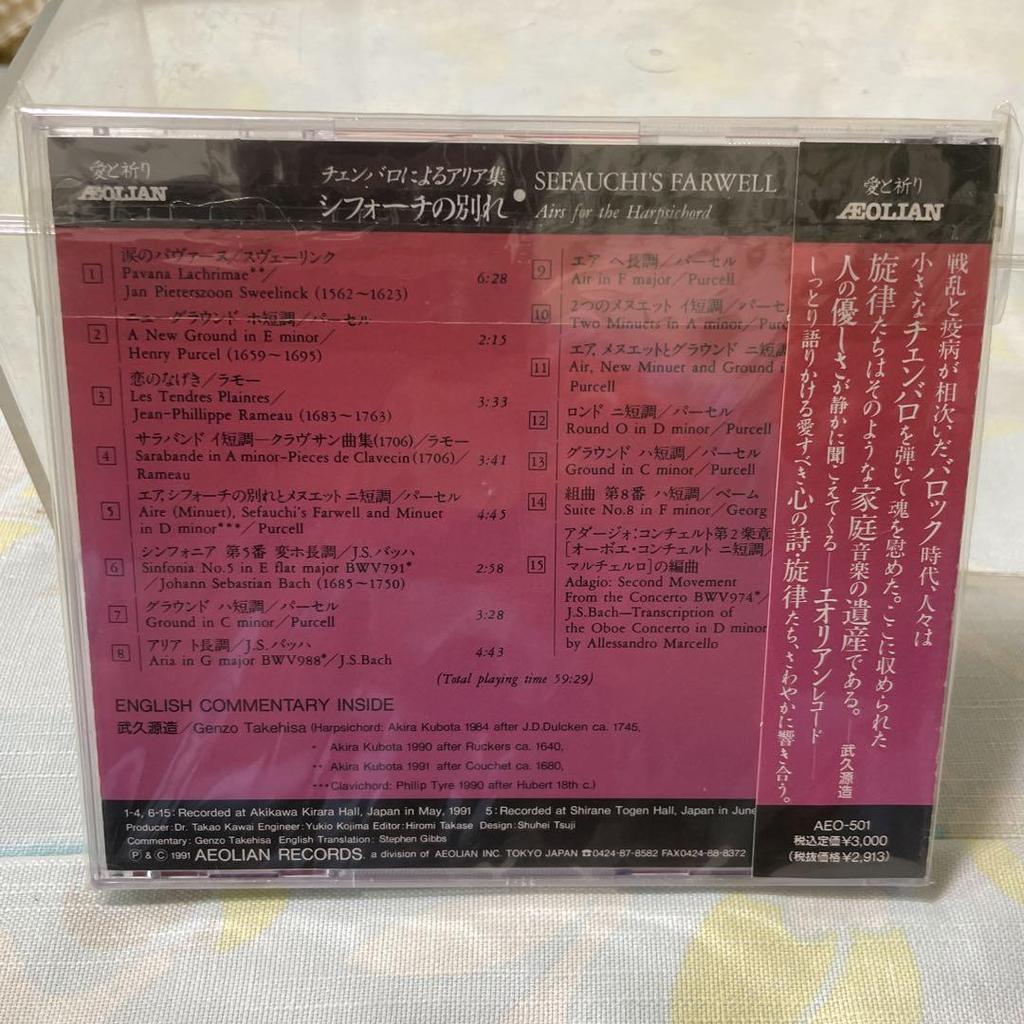 愛と祈り
ÆOLIAN
チェンバロによるアリア集
シフォーチの別れ
•
SEFAUCHI'S FARWELL
Airs for the Harpsichord
1 涙のパヴァーヌ/スヴェーリンク
Pavana Lachrimae**/
Jan Pieterszoon Sweelinck (1562〜1623) 6:28
2 ニューグラウンド ホ短調/パーセル
A New Ground in E minor/
Henry Purcel (1659〜1695) 2:15
3 恋のなげき/ラモー
Les Tendres Plaintes/
Jean-Phillippe Rameau (1683〜1763) 3:33
4 サラバンド イ短調—クラヴサン曲集(1706)/ラモー
Sarabande in A minor–Pieces de Clavecin (1706)/
Rameau 3:41
5 エア,シフォーチの別れとメヌエット ニ短調/パーセル
Aire (Minuet), Sefauchi's Farwell and Minuet
in D minor***/Purcell 4:45
6 シンフォニア 第5番 変ホ長調/J.S.バッハ
Sinfonia No.5 in E flat major BWV791*
/Johann Sebastian Bach (1685〜1750) 2:58
7 グラウンド ハ短調/パーセル
Ground in C minor/Purcell 3:28
8 アリア ト長調/J.S.バッハ
Aria in G major BWV988*/J.S.Bach 4:43
9 エア ヘ長調/パーセル
Air in F major/Purcell
10 2つのメヌエット イ短調/パーセ
Two Minuets in A minor/Purc
11 エア,メヌエットとグラウンド ニ短
Air, New Minuet and Ground i
Purcell
12 ロンド ニ短調/パーセル
Round O in D minor/Purcell
13 グラウンド ハ短調/パーセル
Ground in C minor/Purcell
14 組曲 第8番 ハ短調/ベーム
Suite No.8 in F minor/Georg
15 アダージォ:コンチェルト第2楽章
[オーボエ・コンチェルト ニ短調/
マルチェルロ]の編曲
Adagio: Second Movement
From the Concerto BWV974*/
J.S.Bach—Transcription of
the Oboe Concerto in D minor
by Allessandro Marcello
(Total playing time 59:29)
ENGLISH COMMENTARY INSIDE
武久源造/Genzo Takehisa (Harpsichord: Akira Kubota 1984 after J.D.Dulcken ca. 1745,
* Akira Kubota 1990 after Ruckers ca. 1640,
** Akira Kubota 1991 after Couchet ca. 1680,
***Clavichord: Philip Tyre 1990 after Hubert 18th c.)
1-4, 6-15: Recorded at Akikawa Kirara Hall, Japan in May, 1991 5: Recorded at Shirane Togen Hall, Japan in June
Producer: Dr. Takao Kawai Engineer: Yukio Kojima Editor: Hiromi Takase Design: Shuhei Tsuji
Commentary: Genzo Takehisa English Translation: Stephen Gibbs
Ⓟ & Ⓒ 1991 AEOLIAN RECORDS. a division of AEOLIAN INC. TOKYO JAPAN ☎0424-87-8582 FAX0424-88-8372
愛と祈り
ÆOLIAN
戦乱と疫病が相次いだ、バロック時代、人々は
小さなチェンバロを弾いて魂を慰めた。ここに収められた
旋律たちはそのような家庭音楽の遺産である。 —武久源造
人の優しさが静かに聞こえてくる——エオリアンレコード
しっとり語りかける愛すべき心の詩・旋律たち、さわやかに響き合う。
AEO-501
税込定価¥3,000
(税抜価格¥2,913)